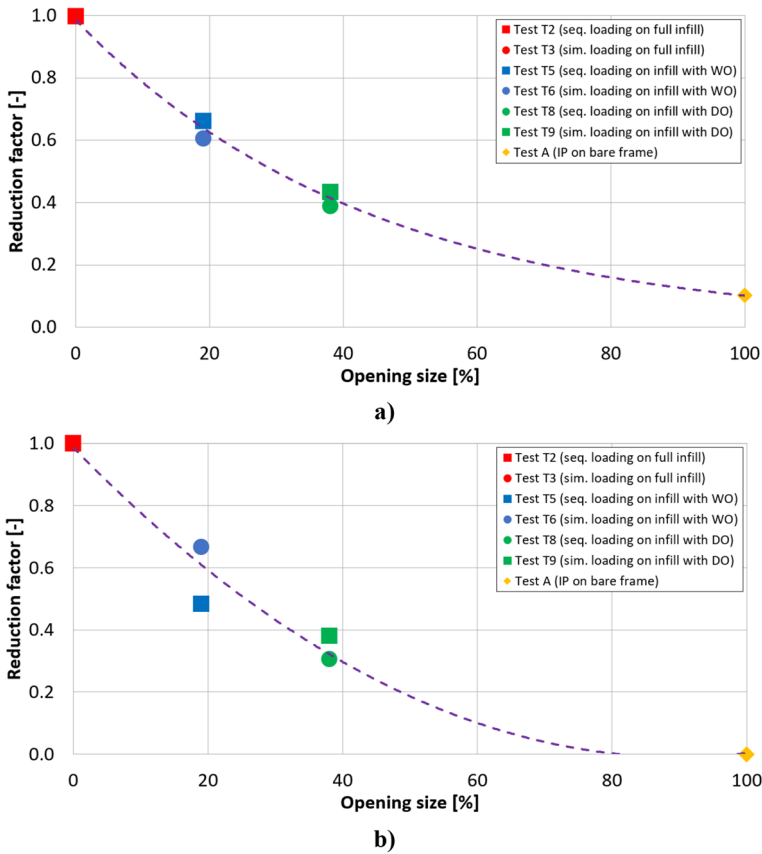 1.0
0.8
0.6
0.4
0.2
0.0
Reduction factor [-]
Test T2 (seq. loading on full infill)
Test T3 (sim. loading on full infill)
Test T5 (seq. loading on infill with WO)
Test T6 (sim. loading on infill with WO)
Test T8 (seq. loading on infill with DO)
Test T9 (sim. loading on infill with DO)
Test A (IP on bare frame)
0 20 40 60 80 100
Opening size [%]
a)
1.0
0.8
0.6
0.4
0.2
0.0
Reduction factor [-]
Test T2 (seq. loading on full infill)
Test T3 (sim. loading on full infill)
Test T5 (seq. loading on infill with WO)
Test T6 (sim. loading on infill with WO)
Test T8 (seq. loading on infill with DO)
Test T9 (sim. loading on infill with DO)
Test A (IP on bare frame)
0 20 40 60 80 100
Opening size [%]
b)